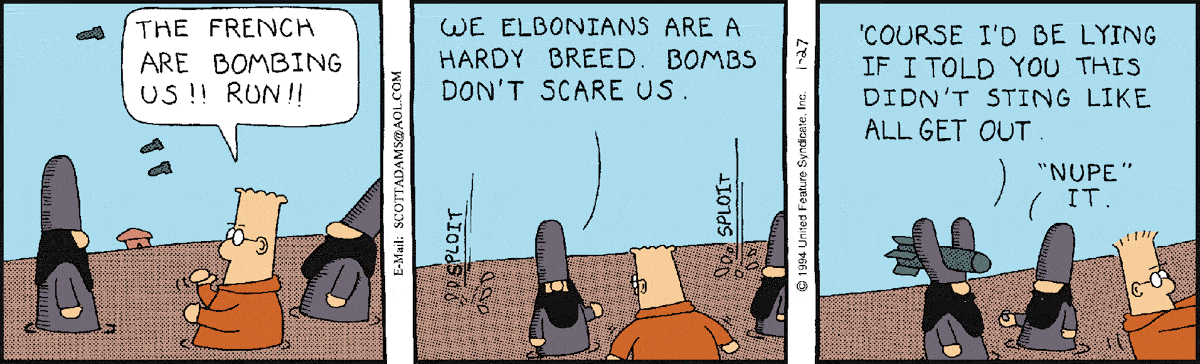 THE FRENCH
ARE BOMBING
US!! RUN!!
E-Mail: SCOTTADAMS@AOL.COM
WE ELBONIANS ARE A
HARDY BREED. BOMBS
DON'T SCARE US.
SPLOIT
SPLOIT
© 1994 United Feature Syndicate, Inc. 1-27
'COURSE I'D BE LYING
IF I TOLD YOU THIS
DIDN'T STING LIKE
ALL GET OUT.
"NUPE"
IT.